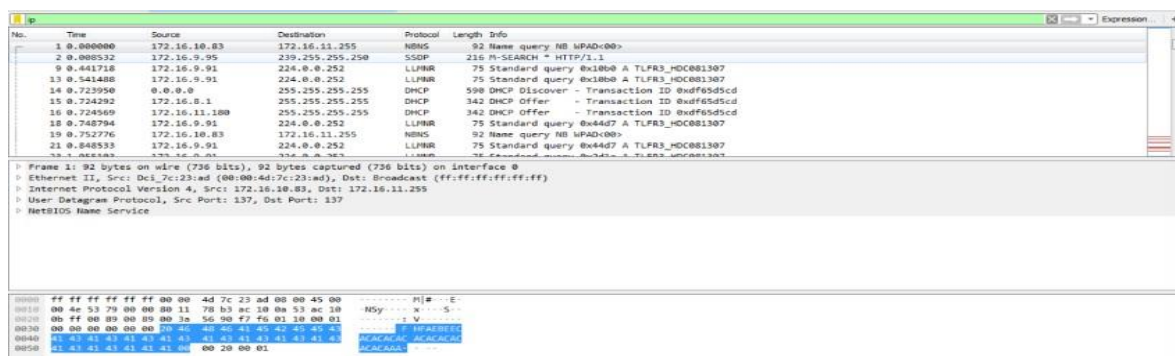 ip
Expression...
No. Time Source Destination Protocol Length Info
1 0.000000 172.16.10.83 172.16.11.255 NBNS 92 Name query NB WPAD<00>
2 0.008532 172.16.9.95 239.255.255.250 SSDP 216 M-SEARCH * HTTP/1.1
9 0.441718 172.16.9.91 224.0.0.252 LLMNR 75 Standard query 0x10b0 A TLFR3_HDC081307
13 0.541488 172.16.9.91 224.0.0.252 LLMNR 75 Standard query 0x10b0 A TLFR3_HDC081307
14 0.723950 0.0.0.0 255.255.255.255 DHCP 590 DHCP Discover - Transaction ID 0xdf65d5cd
15 0.724292 172.16.8.1 255.255.255.255 DHCP 342 DHCP Offer - Transaction ID 0xdf65d5cd
16 0.724569 172.16.11.180 255.255.255.255 DHCP 342 DHCP Offer - Transaction ID 0xdf65d5cd
18 0.748794 172.16.9.91 224.0.0.252 LLMNR 75 Standard query 0x44d7 A TLFR3_HDC081307
19 0.752776 172.16.10.83 172.16.11.255 NBNS 92 Name query NB WPAD<00>
21 0.848533 172.16.9.91 224.0.0.252 LLMNR 75 Standard query 0x44d7 A TLFR3_HDC081307
Frame 1: 92 bytes on wire (736 bits), 92 bytes captured (736 bits) on interface 0
Ethernet II, Src: Dci_7c:23:ad (00:00:4d:7c:23:ad), Dst: Broadcast (ff:ff:ff:ff:ff:ff)
Internet Protocol Version 4, Src: 172.16.10.83, Dst: 172.16.11.255
User Datagram Protocol, Src Port: 137, Dst Port: 137
NetBIOS Name Service
0000 ff ff ff ff ff ff 00 00 4d 7c 23 ad 08 00 45 00 ········ M|#···E·
0010 00 4e 53 79 00 00 80 11 78 b3 ac 10 0a 53 ac 10 ·NSy···· x····S··
0020 0b ff 00 89 00 89 00 3a 56 90 f7 f6 01 10 00 01 ·······: V·······
0030 00 00 00 00 00 00 20 46 48 46 41 45 42 45 45 43 ······ F HFAEBEEC
0040 41 43 41 43 41 43 41 43 41 43 41 43 41 43 41 43 ACACACAC ACACACAC
0050 41 43 41 43 41 41 41 00 00 20 00 01 ACACAAA· ····